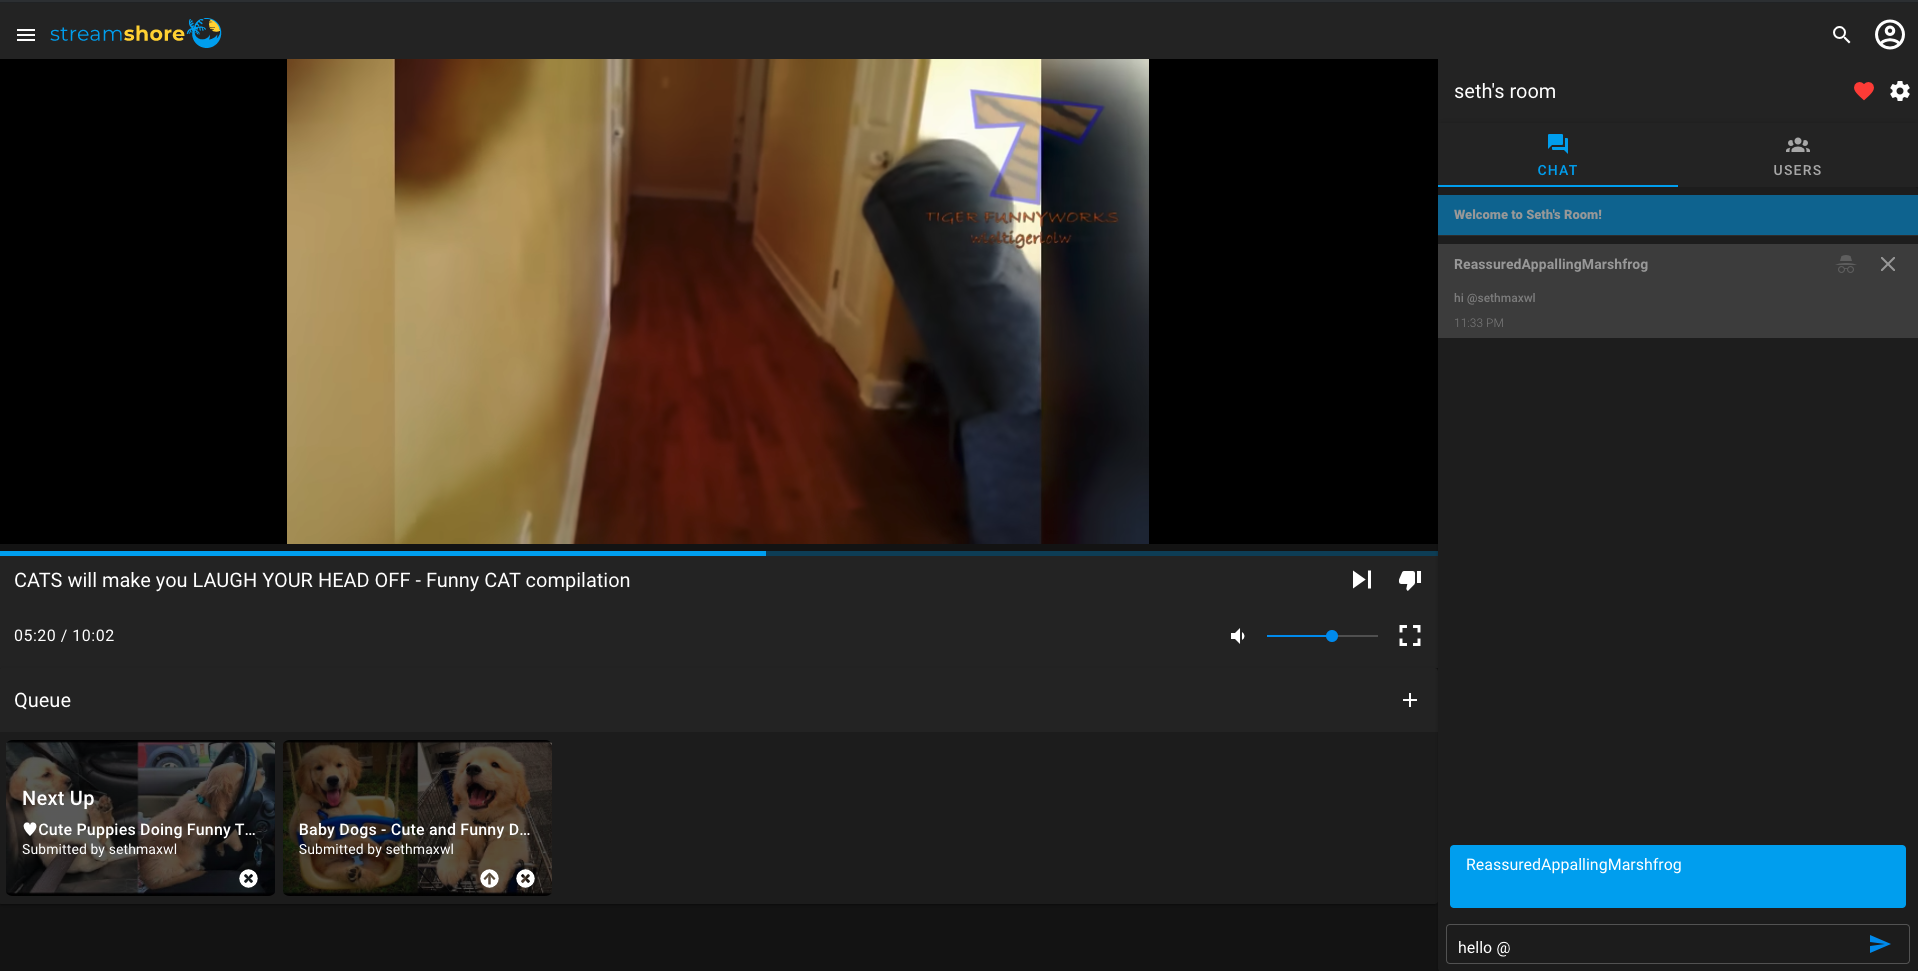 streamshore
seth's room
CHAT
USERS
Welcome to Seth's Room!
ReassuredAppallingMarshfrog
hi @sethmaxwl
11:33 PM
TIGER FUNNYWORKS
CATS will make you LAUGH YOUR HEAD OFF - Funny CAT compilation
05:20 / 10:02
Queue
Next Up
♥Cute Puppies Doing Funny T...
Submitted by sethmaxwl
Baby Dogs - Cute and Funny D...
Submitted by sethmaxwl
ReassuredAppallingMarshfrog
hello @